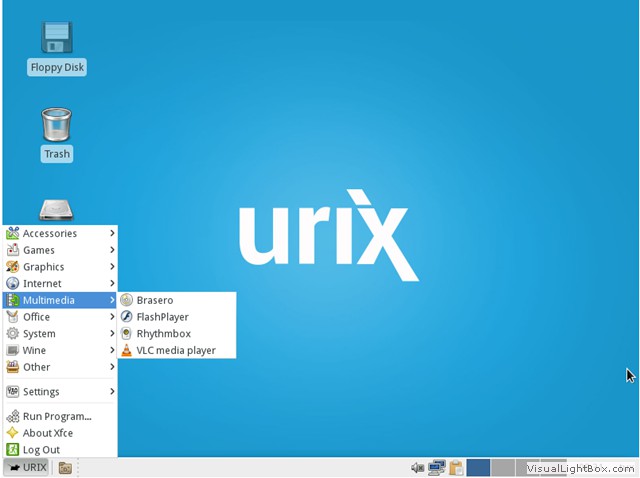 Floppy Disk
Trash
urix
Accessories
Games
Graphics
Internet
Multimedia
Office
System
Wine
Other
Settings
Run Program...
About Xfce
Log Out
Brasero
FlashPlayer
Rhythmbox
VLC media player
URIX
VisualLightBox.com